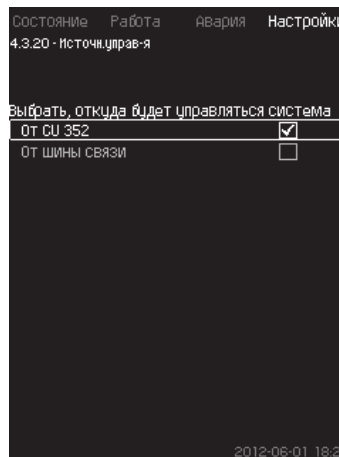 Состояние Работа Авария Настройки
4.3.20 - Источн.управ-я
Выбрать, откуда будет управляться система
От CU 352
От шины связи
2012-06-01 18:2